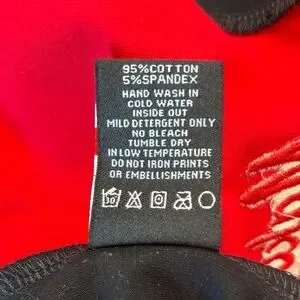 95%COTTON
5%SPANDEX
HAND WASH IN
COLD WATER
INSIDE OUT
MILD DETERGENT ONLY
NO BLEACH
TUMBLE DRY
IN LOW TEMPERATURE
DO NOT IRON PRINTS
OR EMBELLISHMENTS
30